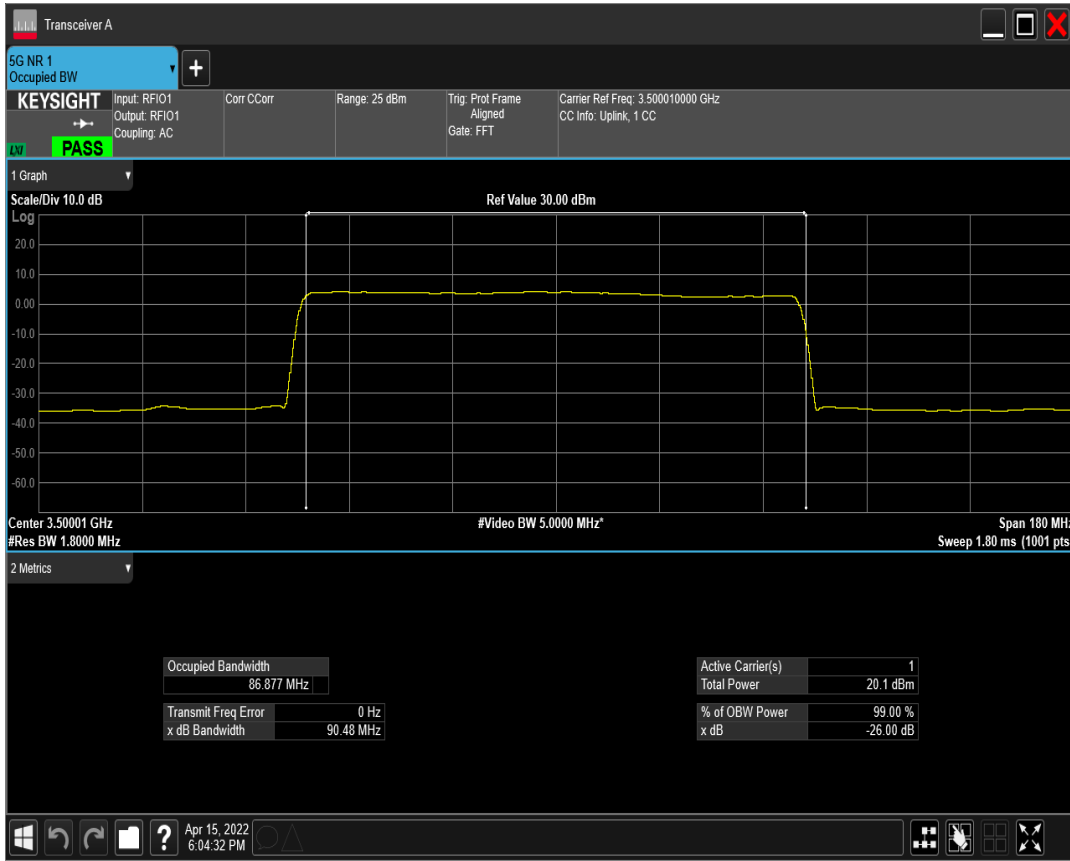 Transceiver A
5G NR 1
Occupied BW
KEYSIGHT
LXI
PASS
Input: RFIO1
Output: RFIO1
Coupling: AC
Corr CCorr
Range: 25 dBm
Trig: Prot Frame
Aligned
Gate: FFT
Carrier Ref Freq: 3.500010000 GHz
CC Info: Uplink, 1 CC
1 Graph
Scale/Div 10.0 dB
Ref Value 30.00 dBm
Log
20.0
10.0
0.00
-10.0
-20.0
-30.0
-40.0
-50.0
-60.0
Center 3.50001 GHz
#Video BW 5.0000 MHz*
Span 180 MHz
#Res BW 1.8000 MHz
Sweep 1.80 ms (1001 pts
2 Metrics
Occupied Bandwidth
86.877 MHz
Transmit Freq Error 0 Hz
x dB Bandwidth 90.48 MHz
Active Carrier(s) 1
Total Power 20.1 dBm
% of OBW Power 99.00 %
x dB -26.00 dB
?
Apr 15, 2022
6:04:32 PM